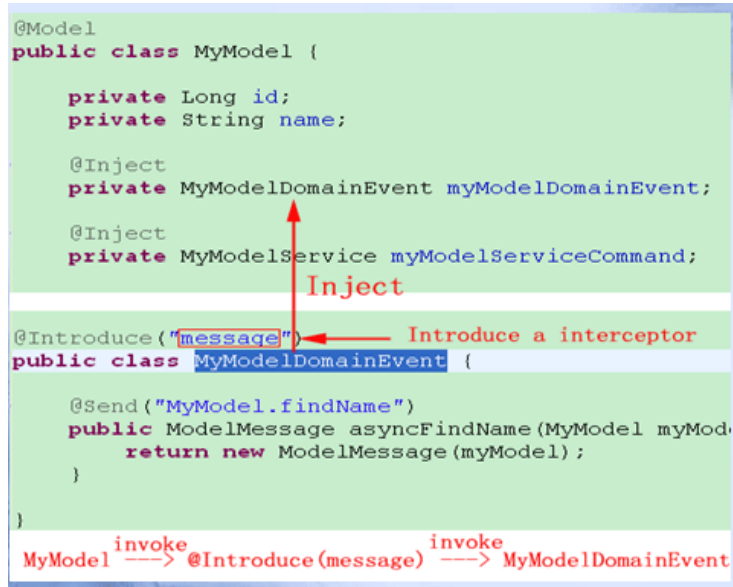 @Model
public class MyModel {
private Long id;
private String name;
@Inject
private MyModelDomainEvent myModelDomainEvent;
@Inject
private MyModelService myModelServiceCommand;
Inject
@Introduce("message") Introduce a interceptor
public class MyModelDomainEvent {
@Send("MyModel.findName")
public ModelMessage asyncFindName(MyModel myMod
return new ModelMessage(myModel);
}
}
invoke invoke
MyModel ---> @Introduce(message) ---> MyModelDomainEvent